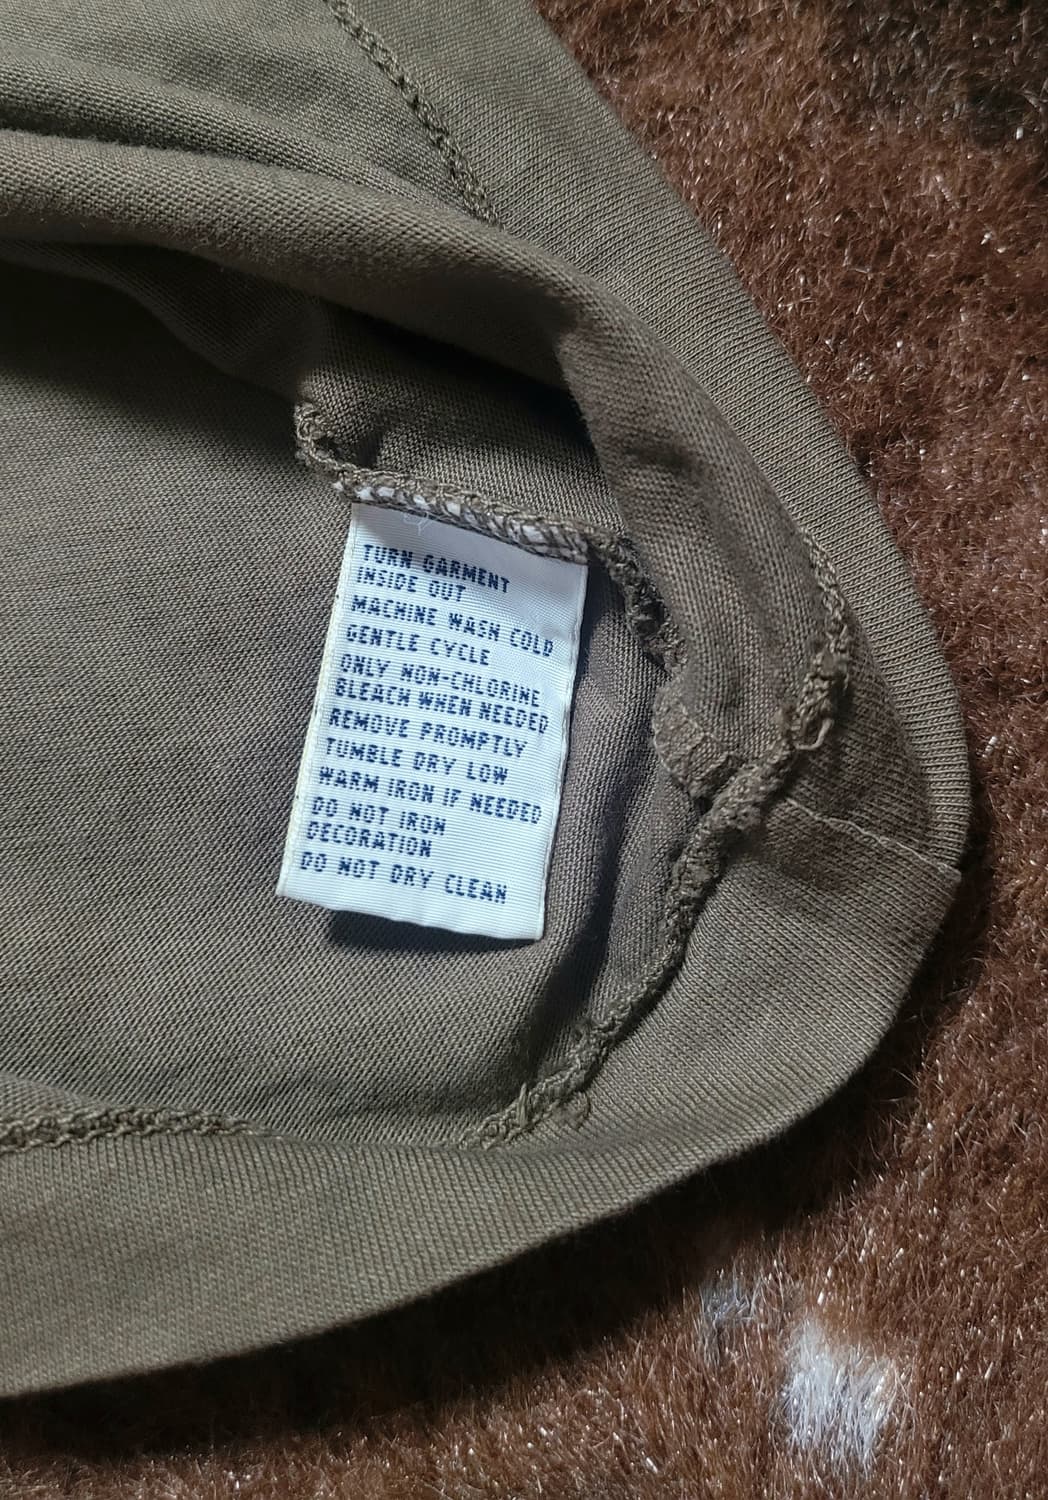 TURN GARMENT
INSIDE OUT
MACHINE WASH COLD
GENTLE CYCLE
ONLY NON-CHLORINE
BLEACH WHEN NEEDED
REMOVE PROMPTLY
TUMBLE DRY LOW
WARM IRON IF NEEDED
DO NOT IRON
DECORATION
DO NOT DRY CLEAN